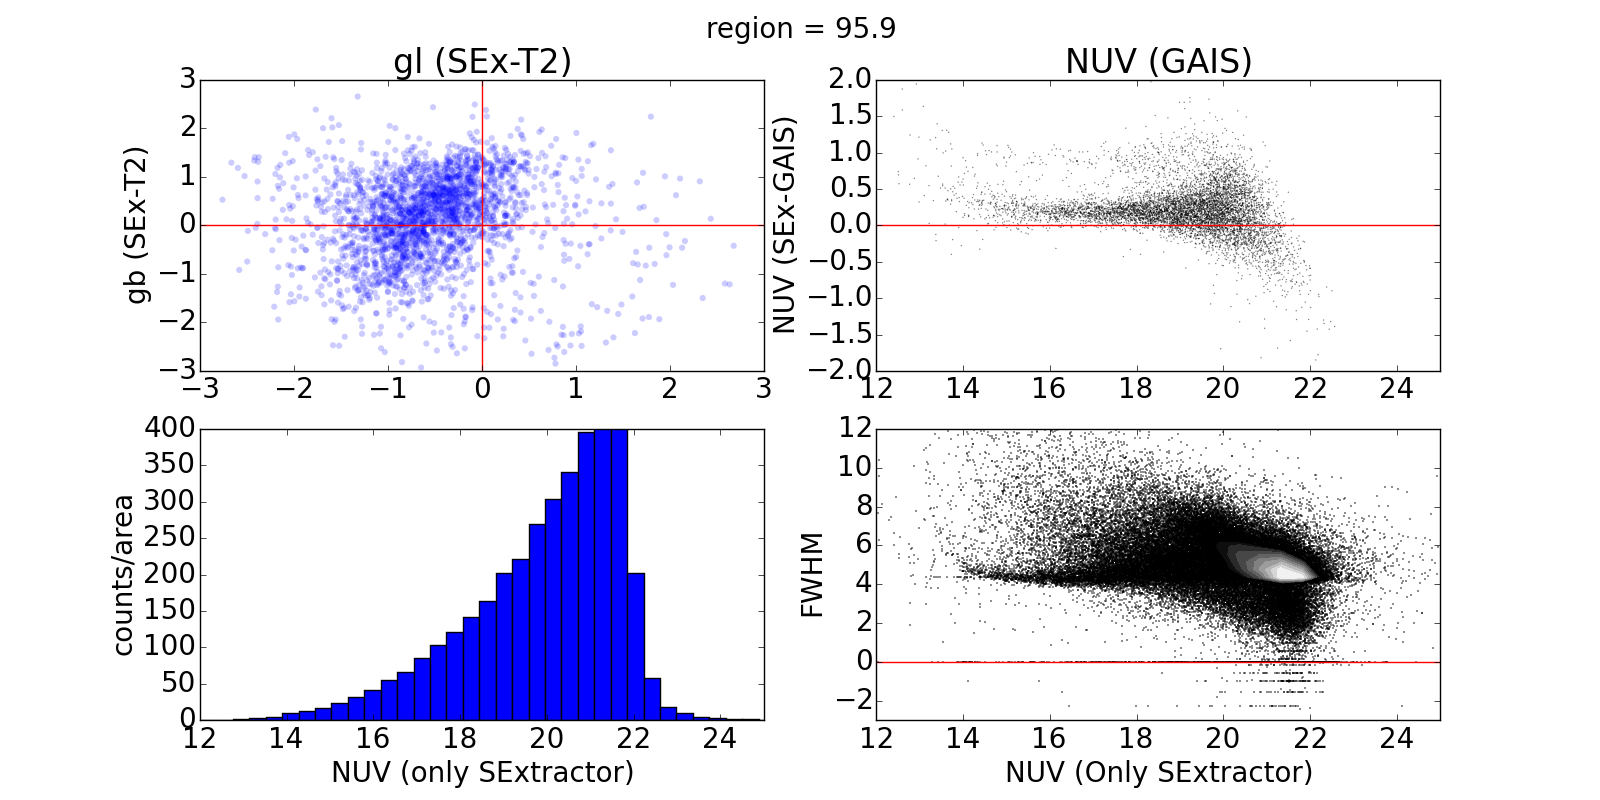 region = 95.9
gl (SEx-T2)
NUV (GAIS)
gb (SEx-T2)
3
2
1
0
−1
−2
−3
−3 −2 −1 0 1 2 3
NUV (SEx-GAIS)
2.0
1.5
1.0
0.5
0.0
−0.5
−1.0
−1.5
−2.0
12 14 16 18 20 22 24
counts/area
400
350
300
250
200
150
100
50
0
12 14 16 18 20 22 24
NUV (only SExtractor)
FWHM
12
10
8
6
4
2
0
−2
12 14 16 18 20 22 24
NUV (Only SExtractor)